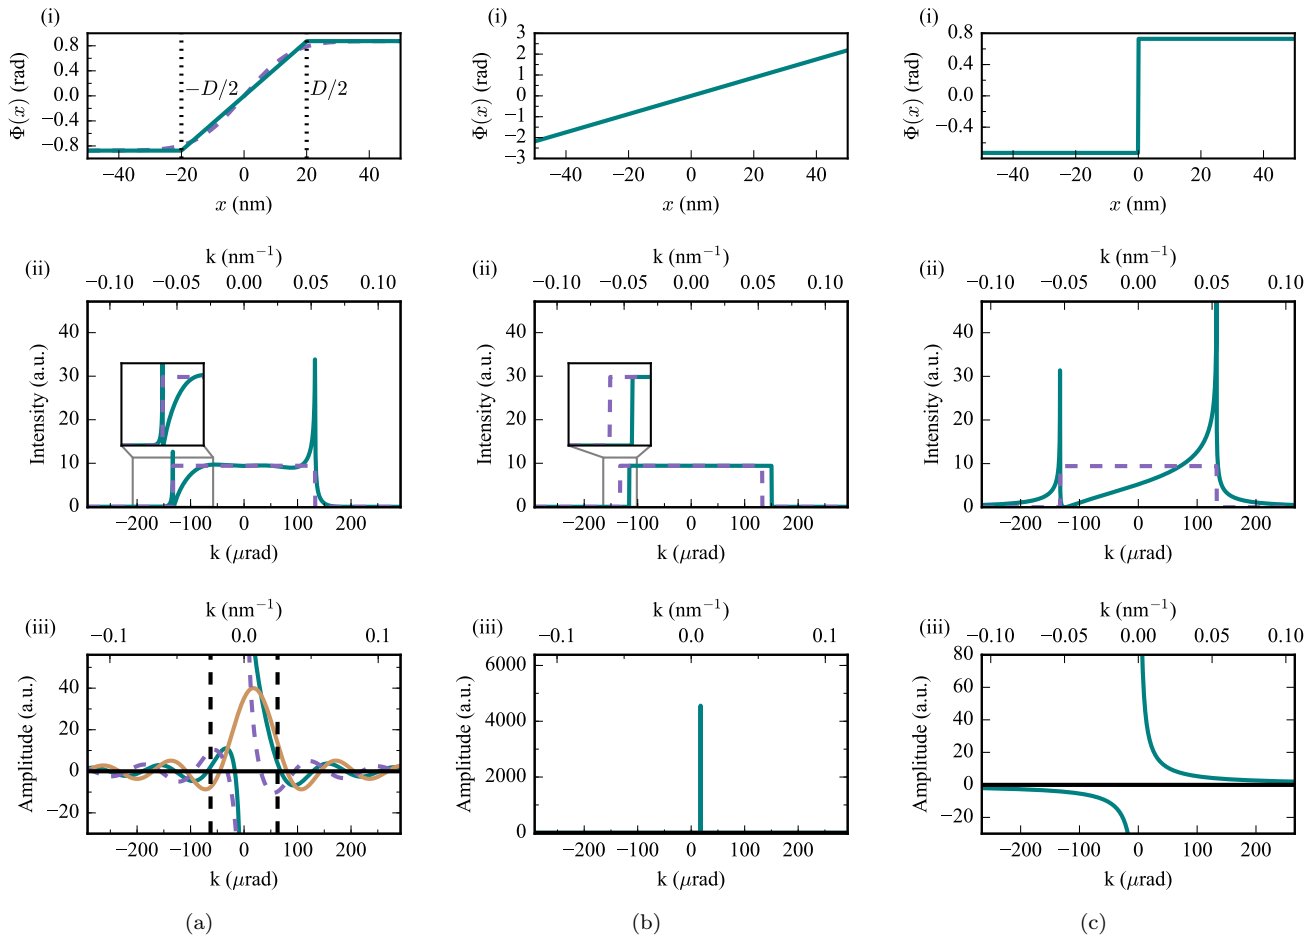 (i)
Φ(x) (rad)
0.8
0.4
0.0
−0.4
−0.8
−D/2
D/2
−40 −20 0 20 40
x (nm)
(i)
Φ(x) (rad)
3
2
1
0
−1
−2
−3
−40 −20 0 20 40
x (nm)
(i)
Φ(x) (rad)
0.8
0.4
0.0
−0.4
−40 −20 0 20 40
x (nm)
(ii)
k (nm⁻¹)
−0.10 −0.05 0.00 0.05 0.10
Intensity (a.u.)
40
30
20
10
0
−200 −100 0 100 200
k (μrad)
(ii)
k (nm⁻¹)
−0.10 −0.05 0.00 0.05 0.10
Intensity (a.u.)
40
30
20
10
0
−200 −100 0 100 200
k (μrad)
(ii)
k (nm⁻¹)
−0.10 −0.05 0.00 0.05 0.10
Intensity (a.u.)
40
30
20
10
0
−200 −100 0 100 200
k (μrad)
(iii)
k (nm⁻¹)
−0.1 0.0 0.1
Amplitude (a.u.)
40
20
0
−20
−200 −100 0 100 200
k (μrad)
(iii)
k (nm⁻¹)
−0.1 0.0 0.1
Amplitude (a.u.)
6000
4000
2000
0
−200 −100 0 100 200
k (μrad)
(iii)
k (nm⁻¹)
−0.10 −0.05 0.00 0.05 0.10
Amplitude (a.u.)
80
60
40
20
0
−20
−200 −100 0 100 200
k (μrad)
(a)
(b)
(c)